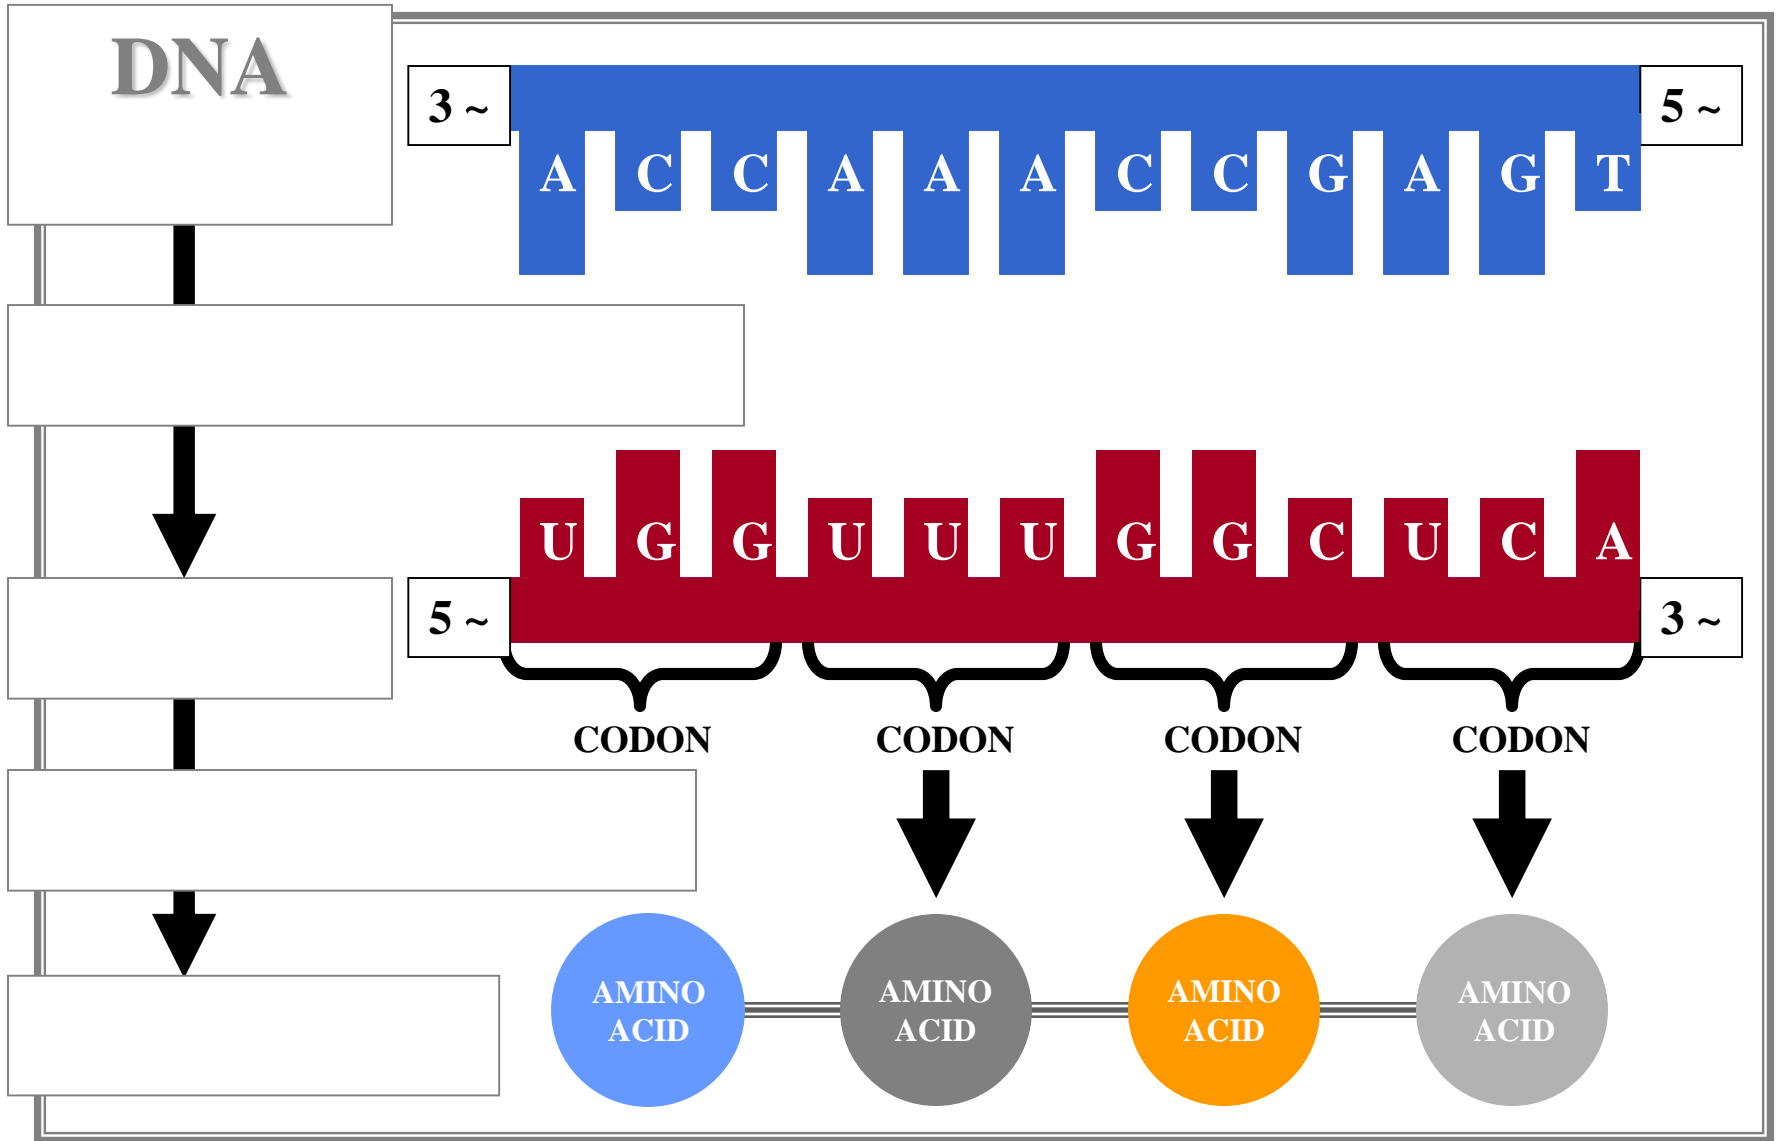 DNA
3 ~ 5 ~
A C C A A A C C G A G T
U G G U U U G G C U C A
5 ~ 3 ~
CODON CODON CODON CODON
AMINO AMINO AMINO AMINO
ACID ACID ACID ACID